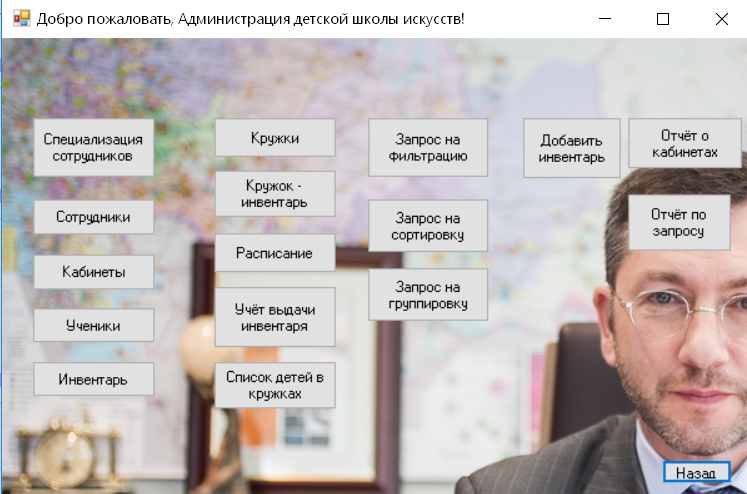 Добро пожаловать, Администрация детской школы искусств!
Специализация
сотрудников
Сотрудники
Кабинеты
Ученики
Инвентарь
Кружки
Кружок -
инвентарь
Расписание
Учёт выдачи
инвентаря
Список детей в
кружках
Запрос на
фильтрацию
Запрос на
сортировку
Запрос на
группировку
Добавить
инвентарь
Отчёт о
кабинетах
Отчёт по
запросу
Назад